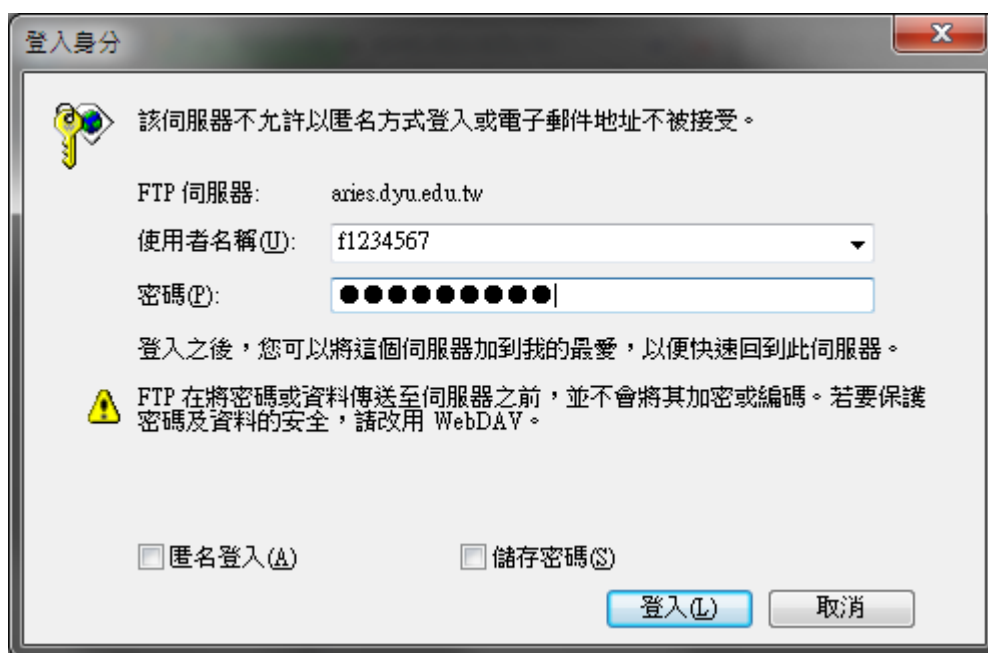 登入身分
該伺服器不允許以匿名方式登入或電子郵件地址不被接受。
FTP 伺服器: aries.dyu.edu.tw
使用者名稱(U): f1234567
密碼(P): ●●●●●●●●●
登入之後，您可以將這個伺服器加到我的最愛，以便快速回到此伺服器。
FTP 在將密碼或資料傳送至伺服器之前，並不會將其加密或編碼。若要保護
密碼及資料的安全，請改用 WebDAV。
匿名登入(A) 儲存密碼(S)
登入(L) 取消